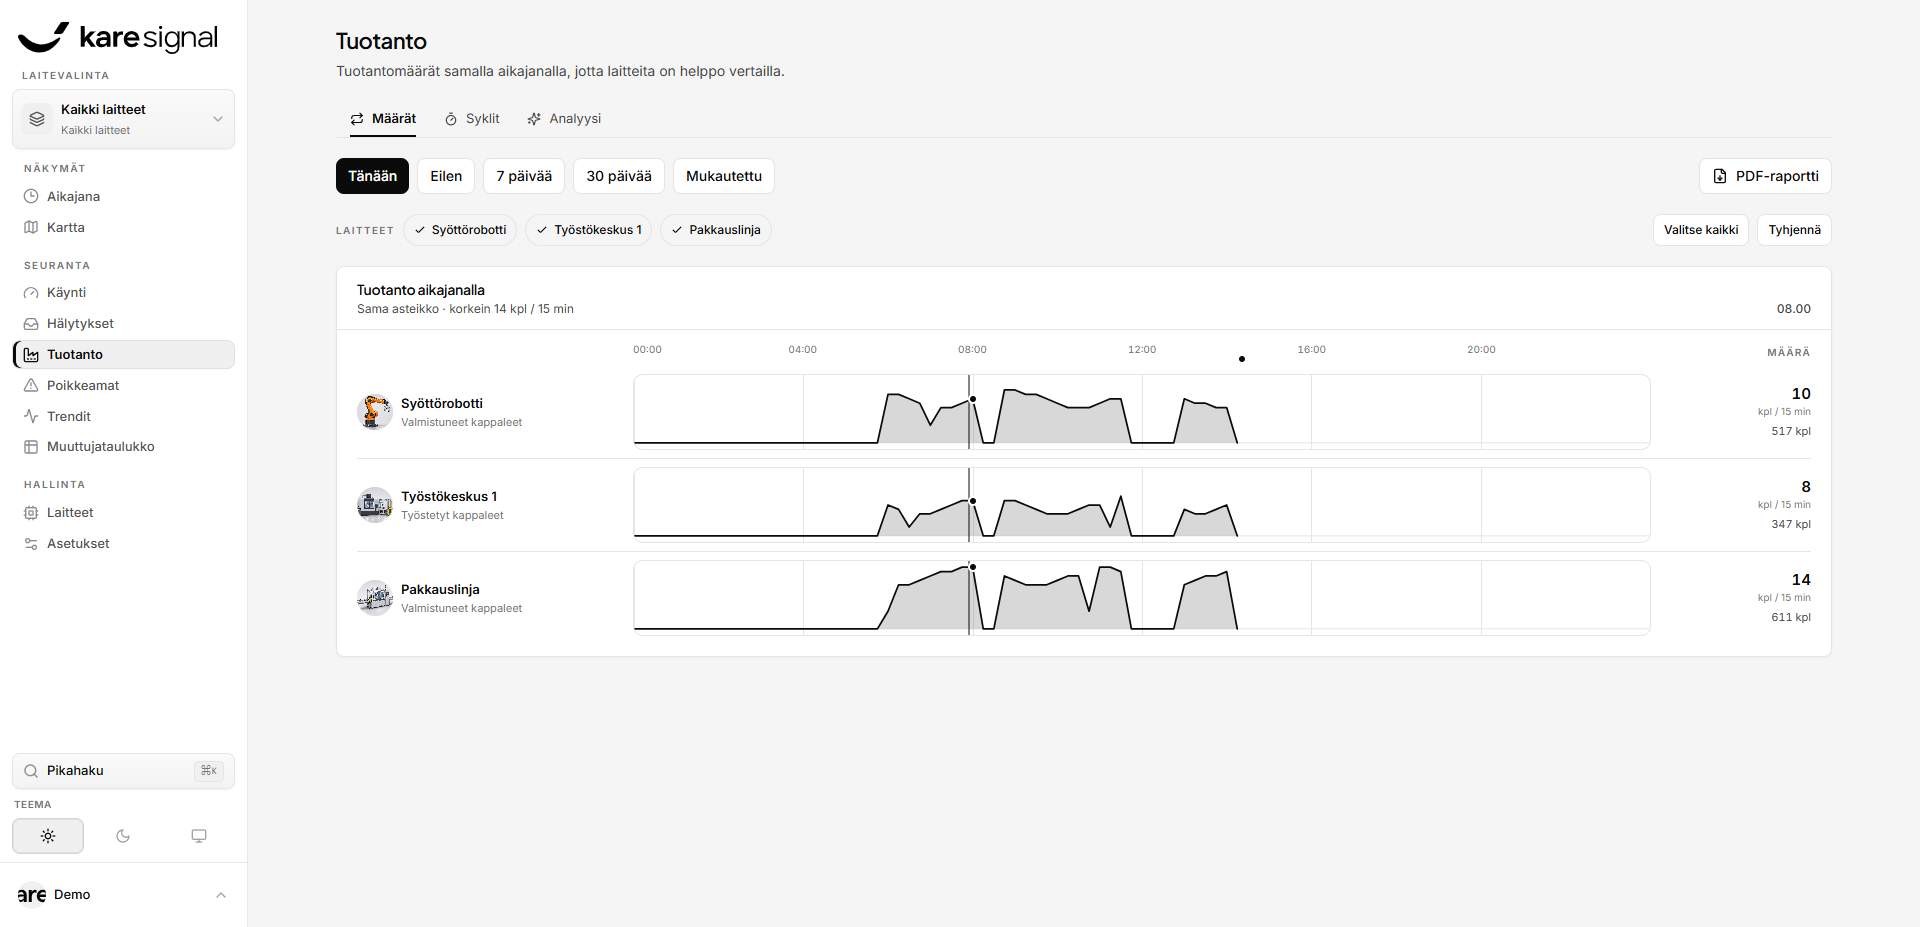 kare signal
LAITEVALINTA
Kaikki laitteet
Kaikki laitteet
NÄKYMÄT
Aikajana
Kartta
SEURANTA
Käynti
Hälytykset
Tuotanto
Poikkeamat
Trendit
Muuttujataulukko
HALLINTA
Laitteet
Asetukset
Pikahaku ⌘K
TEEMA
are Demo
Tuotanto
Tuotantomäärät samalla aikajanalla, jotta laitteita on helppo vertailla.
Määrät Syklit Analyysi
Tänään Eilen 7 päivää 30 päivää Mukautettu PDF-raportti
LAITTEET Syöttörobotti Työstökeskus 1 Pakkauslinja Valitse kaikki Tyhjennä
Tuotanto aikajanalla
Sama asteikko · korkein 14 kpl / 15 min 08.00
00:00 04:00 08:00 12:00 16:00 20:00 MÄÄRÄ
Syöttörobotti
Valmistuneet kappaleet
10
kpl / 15 min
517 kpl
Työstökeskus 1
Työstetyt kappaleet
8
kpl / 15 min
347 kpl
Pakkauslinja
Valmistuneet kappaleet
14
kpl / 15 min
611 kpl